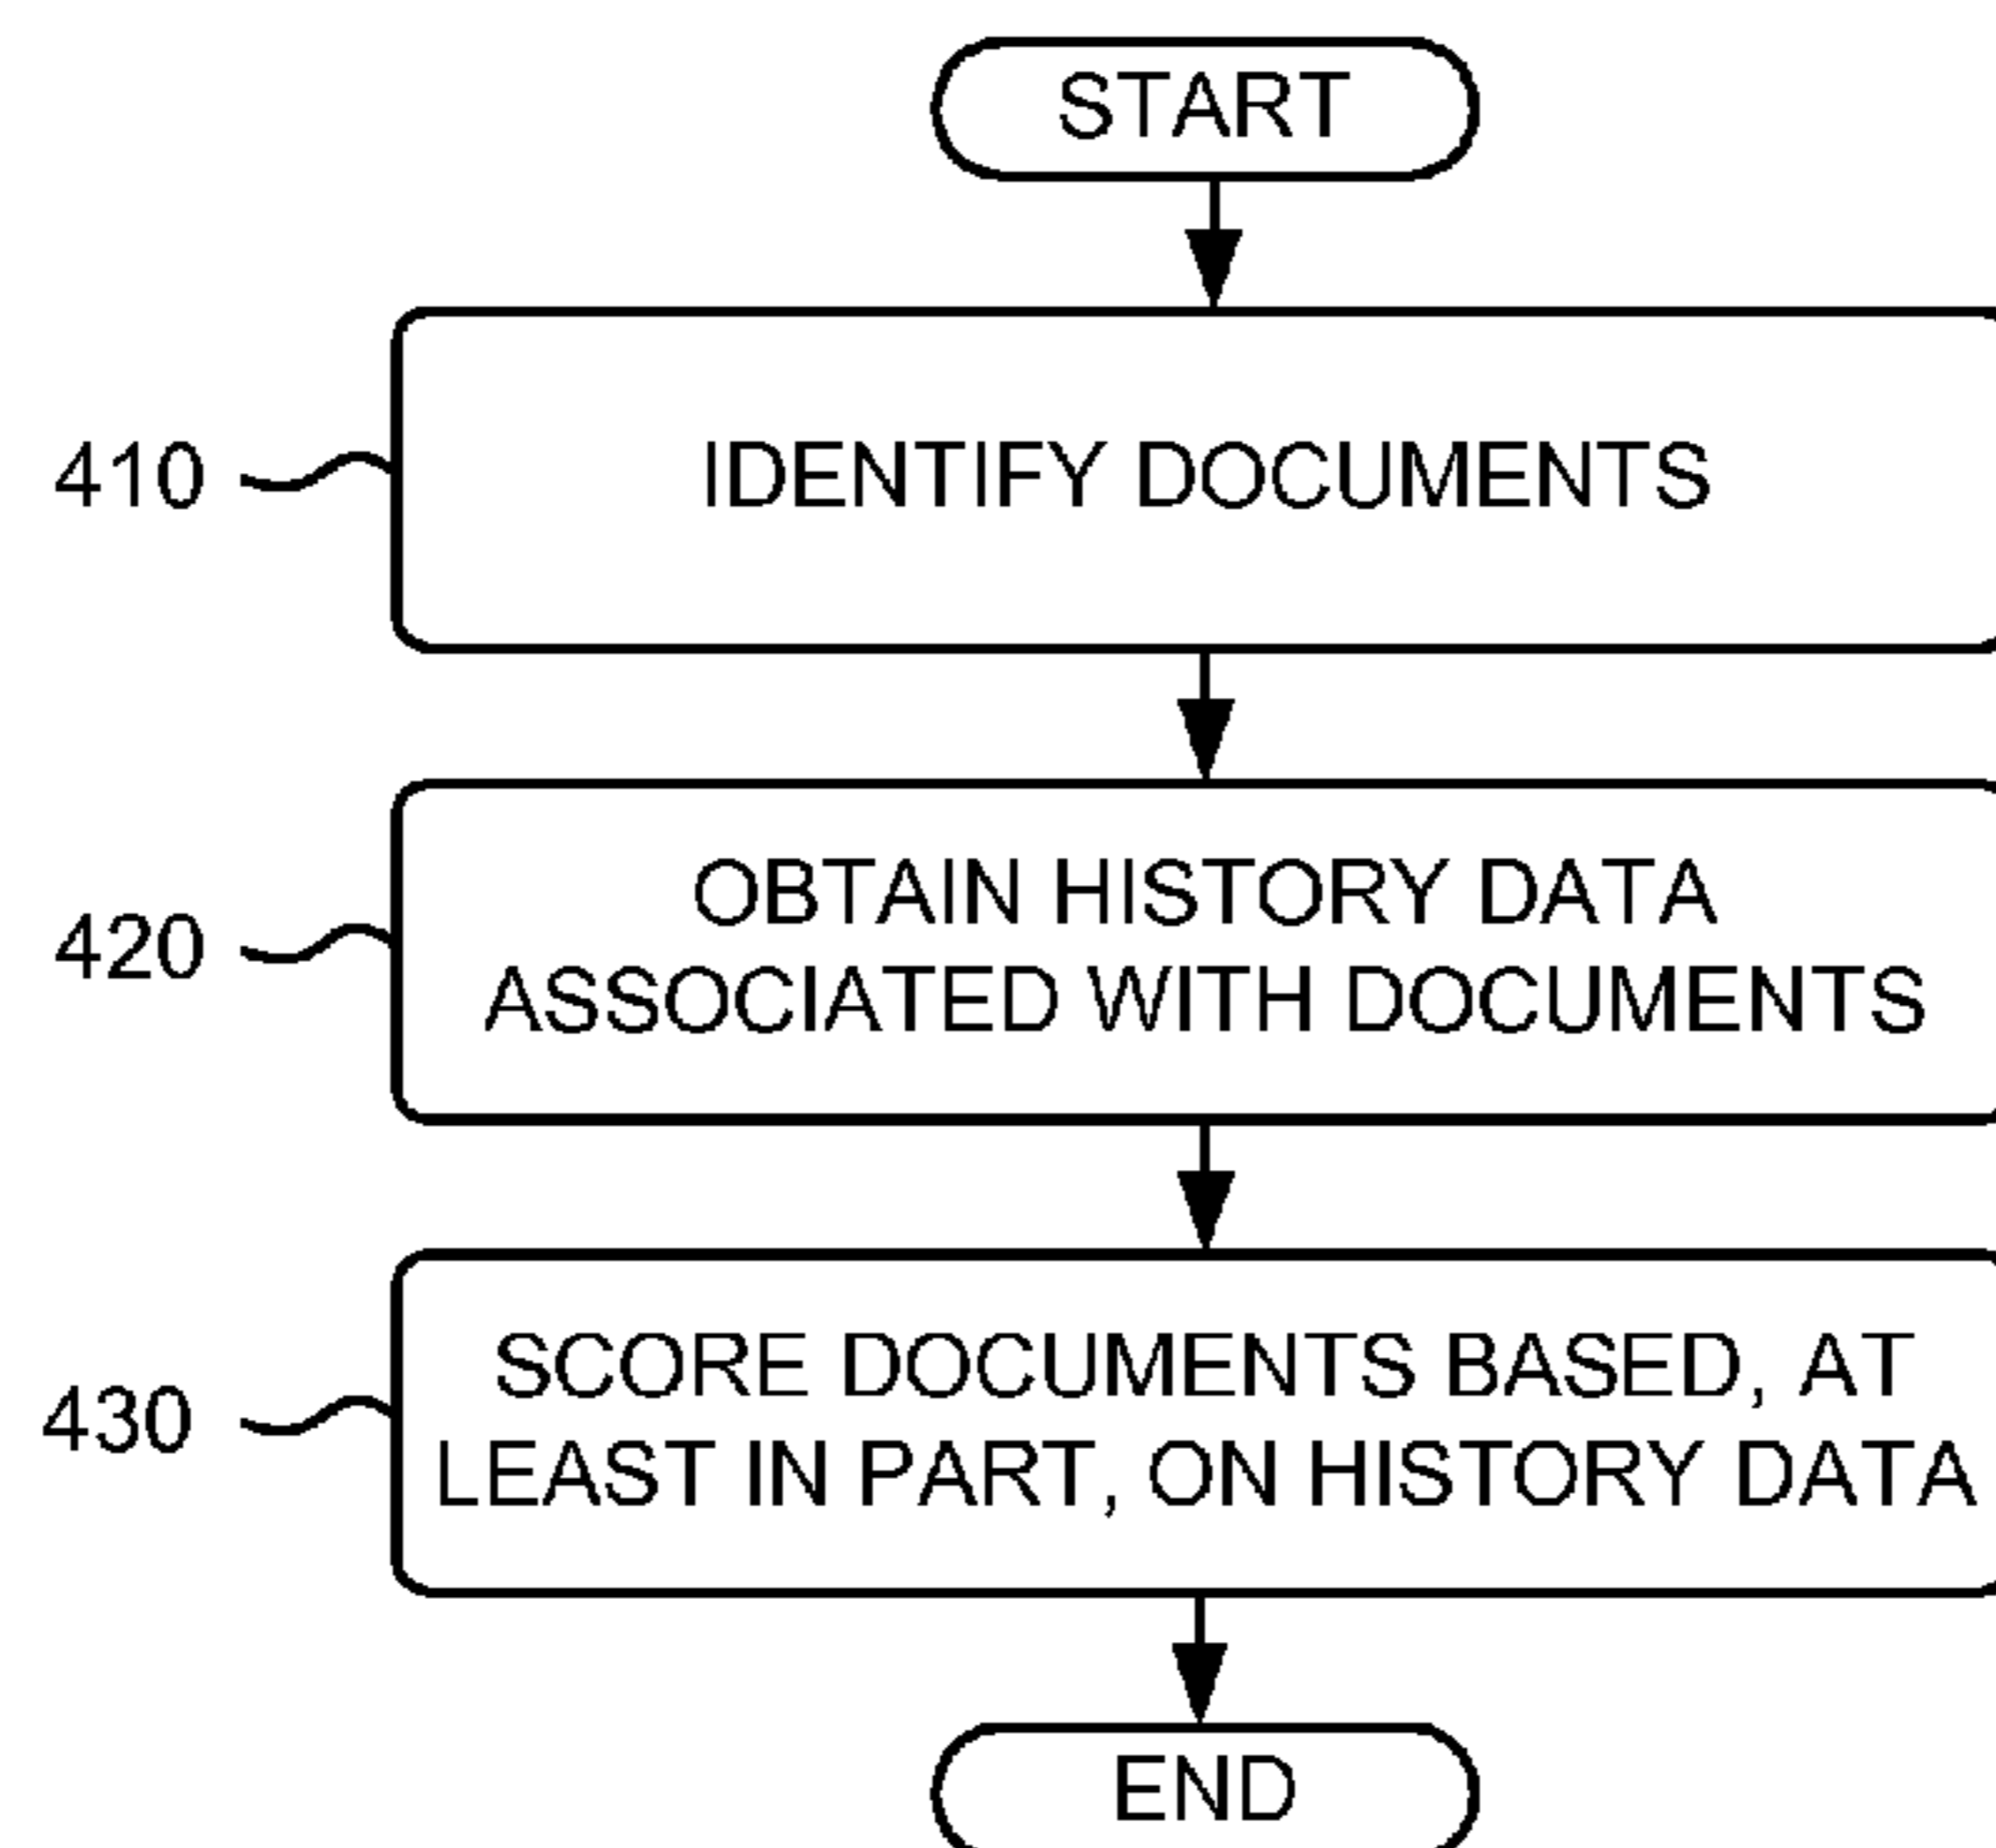 START
410
IDENTIFY DOCUMENTS
420
OBTAIN HISTORY DATA
ASSOCIATED WITH DOCUMENTS
430
SCORE DOCUMENTS BASED, AT
LEAST IN PART, ON HISTORY DATA
END